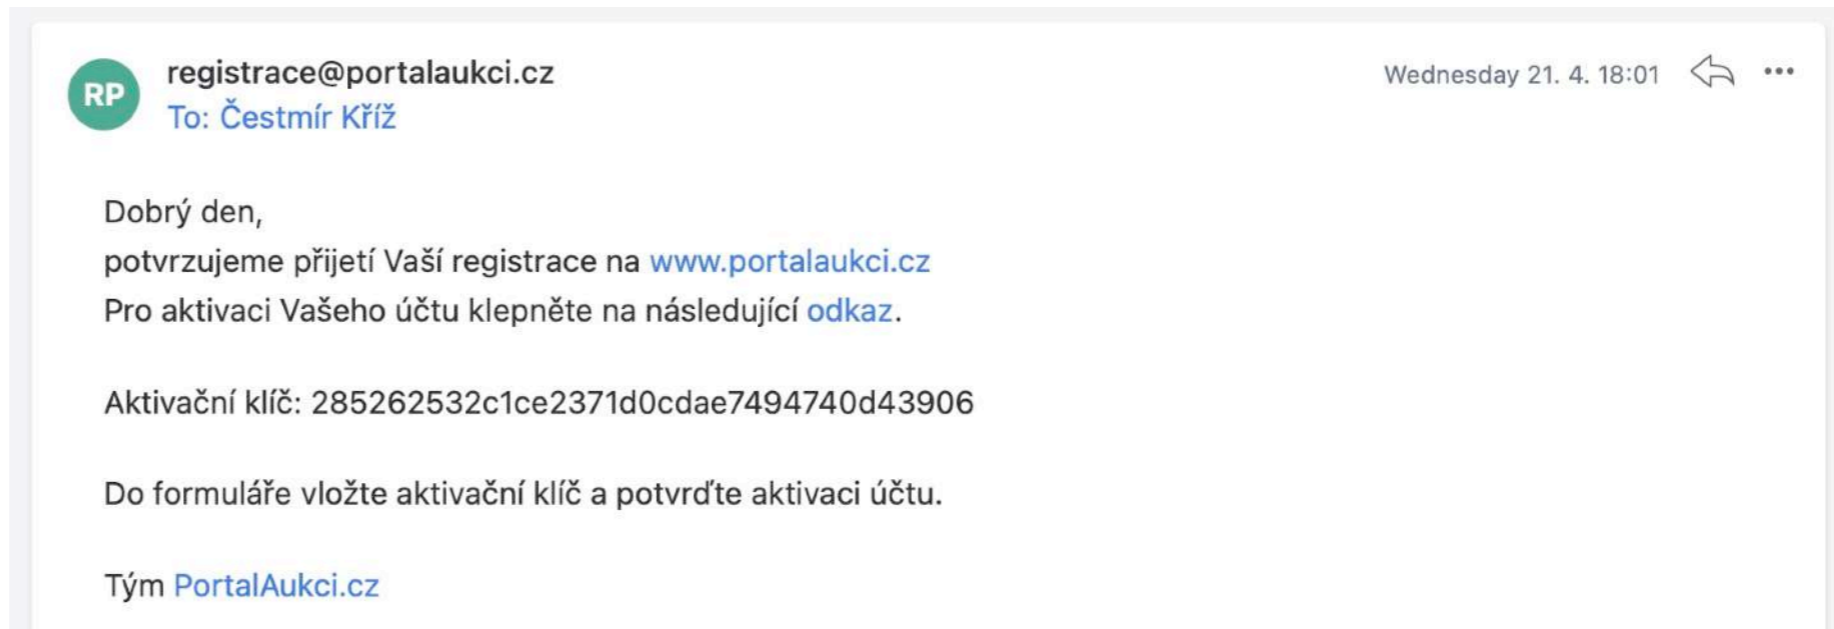 RP
registrace@portalaukci.cz
Wednesday 21. 4. 18:01
To: Čestmír Kříž
Dobrý den,
potvrzujeme přijetí Vaší registrace na www.portalaukci.cz
Pro aktivaci Vašeho účtu klepněte na následující odkaz.
Aktivační klíč: 285262532c1ce2371d0cdae7494740d43906
Do formuláře vložte aktivační klíč a potvrďte aktivaci účtu.
Tým PortalAukci.cz